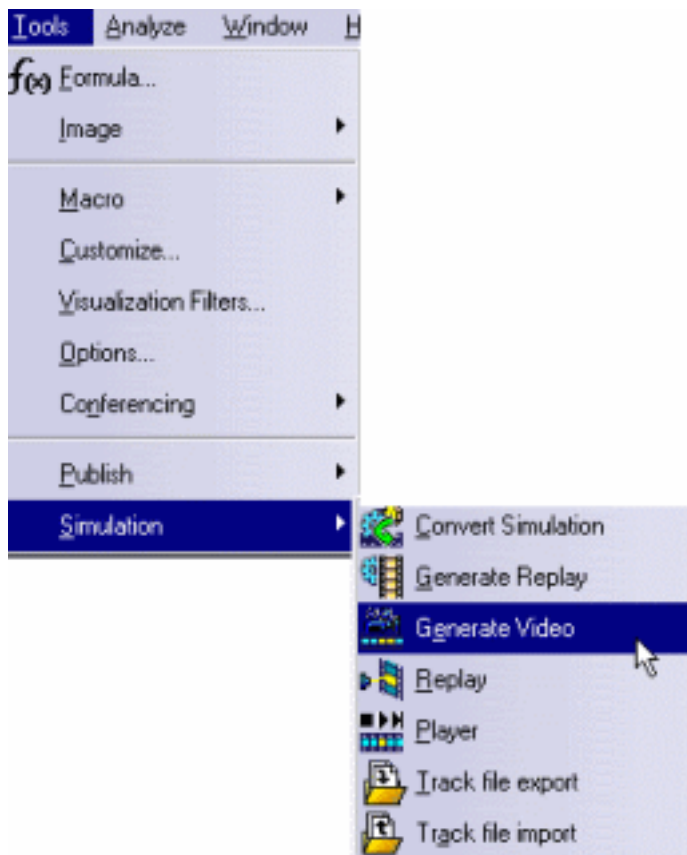 Tools Analyze Window H
f(x) Formula...
Image
Macro
Customize...
Visualization Filters...
Options...
Conferencing
Publish
Simulation
Convert Simulation
Generate Replay
Generate Video
Replay
Player
Track file export
Track file import